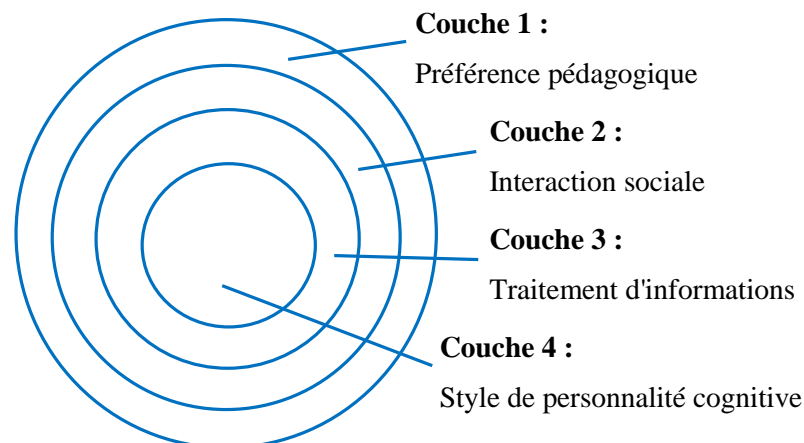 Couche 1 :
Préférence pédagogique
Couche 2 :
Interaction sociale
Couche 3 :
Traitement d'informations
Couche 4 :
Style de personnalité cognitive